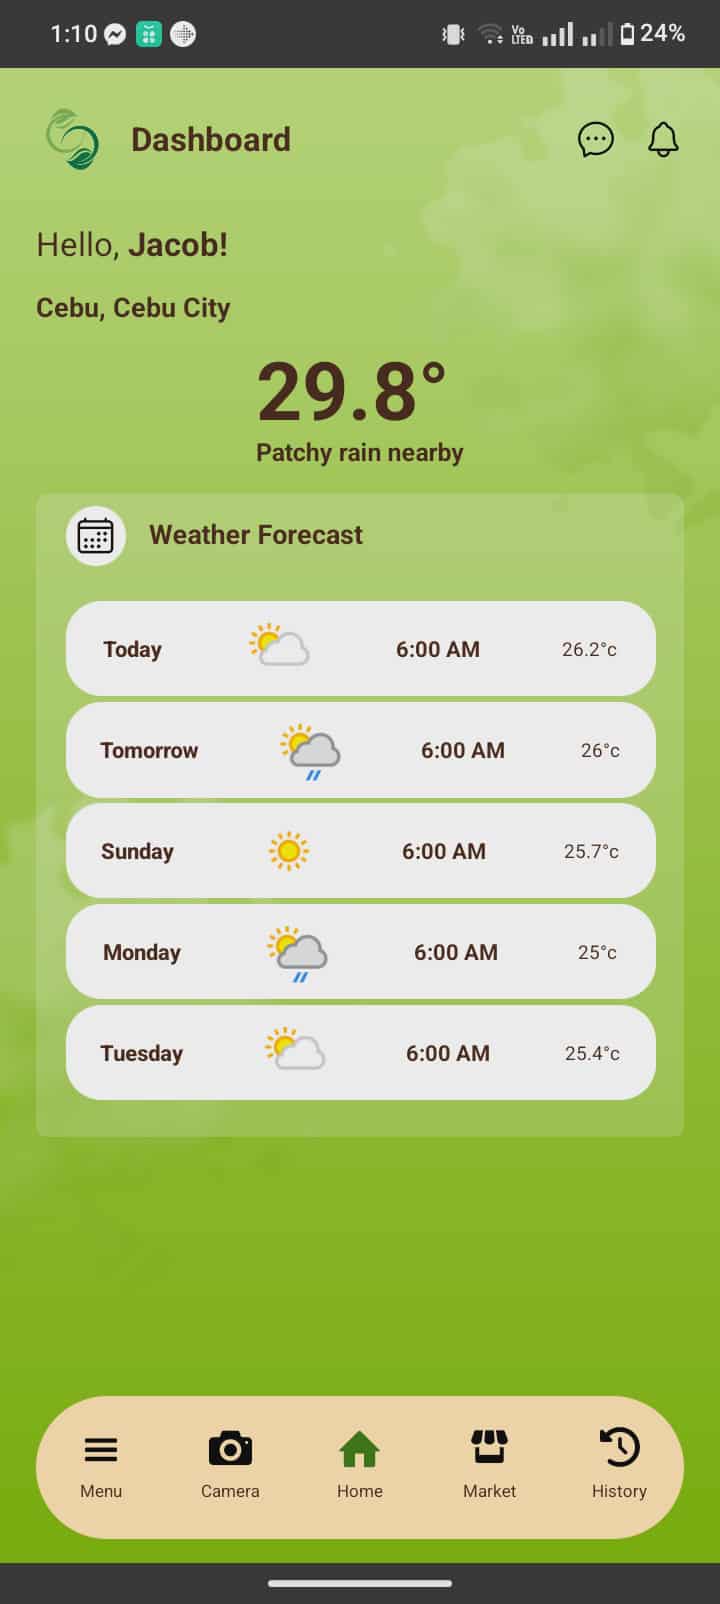 1:10 Vo LTED 24%
Dashboard
Hello, Jacob!
Cebu, Cebu City
29.8°
Patchy rain nearby
Weather Forecast
Today 6:00 AM 26.2°c
Tomorrow 6:00 AM 26°c
Sunday 6:00 AM 25.7°c
Monday 6:00 AM 25°c
Tuesday 6:00 AM 25.4°c
Menu Camera Home Market History